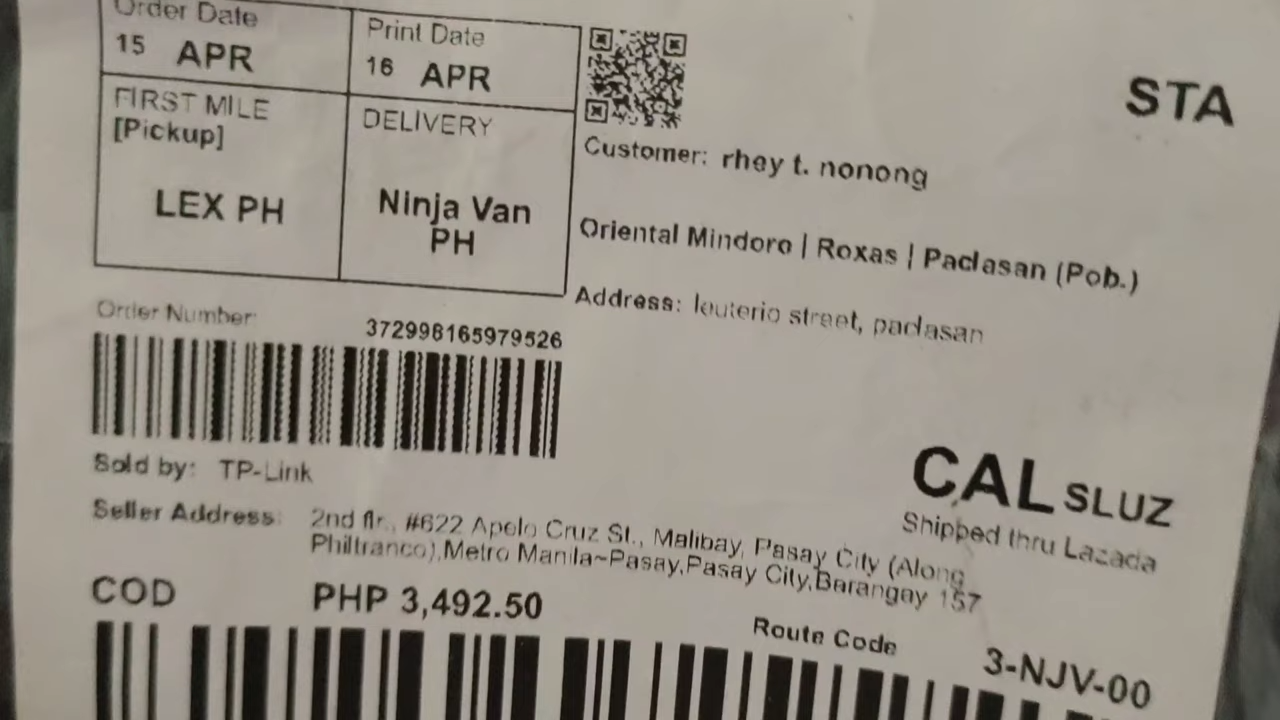 Order Date
15 APR
Print Date
16 APR
FIRST MILE
[Pickup]
LEX PH
DELIVERY
Ninja Van
PH
STA
Customer: rhey t. nonong
Oriental Mindoro | Roxas | Paclasan (Pob.)
Address: leuterio street, paclasan
Order Number:
372998165979526
Sold by: TP-Link
CAL SLUZ
Shipped thru Lazada
Seller Address: 2nd flr., #622 Apelo Cruz St., Malibay, Pasay City (Along
Philtranco),Metro Manila~Pasay,Pasay City,Barangay 157
COD PHP 3,492.50
Route Code 3-NJV-00